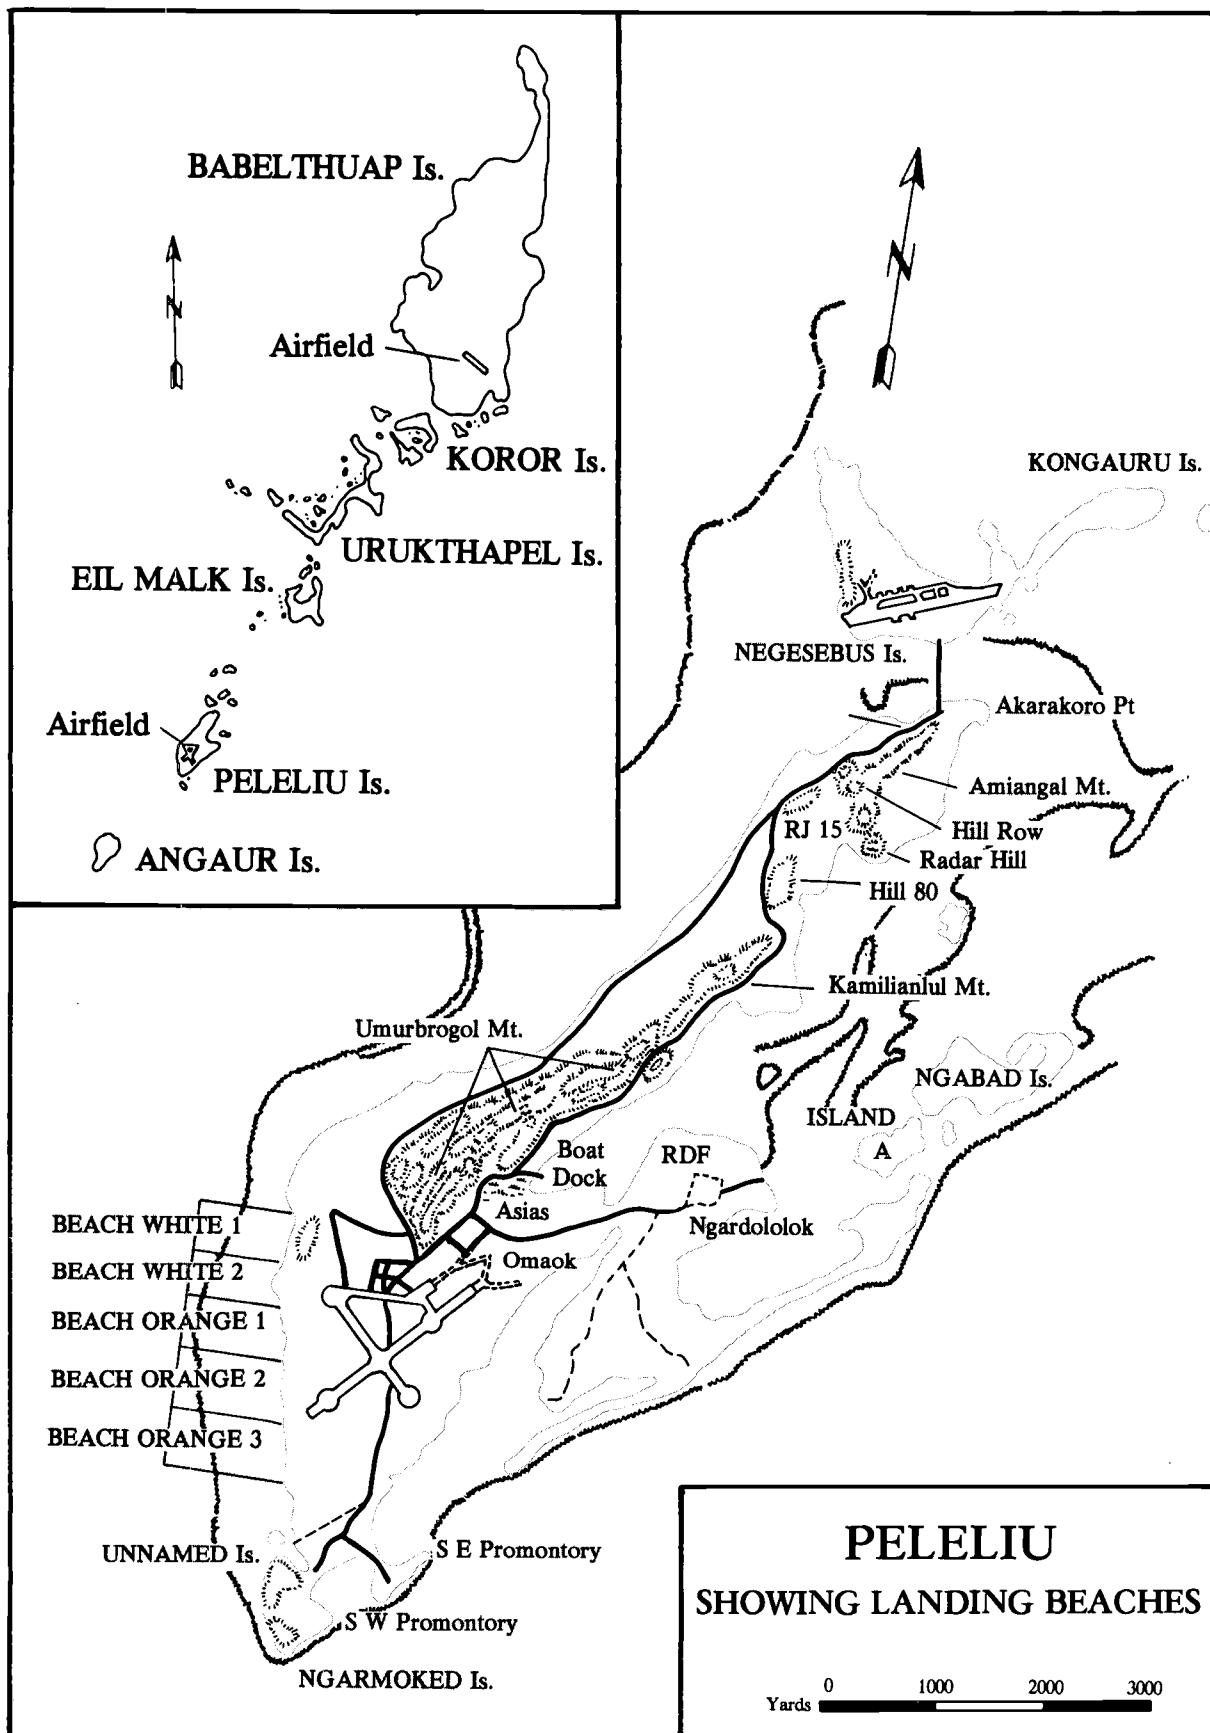 BABELTHUAP Is.
N
Airfield
KOROR Is.
URUKTHAPEL Is.
EIL MALK Is.
Airfield
PELELIU Is.
ANGAUR Is.
N
KONGAURU Is.
NEGESEBUS Is.
Akarakoro Pt
Amiangal Mt.
RJ 15
Hill Row
Radar Hill
Hill 80
Kamilianlul Mt.
Umurbrogol Mt.
NGABAD Is.
ISLAND
A
Boat
Dock
RDF
Asias
Ngardololok
Omaok
BEACH WHITE 1
BEACH WHITE 2
BEACH ORANGE 1
BEACH ORANGE 2
BEACH ORANGE 3
UNNAMED Is.
S E Promontory
S W Promontory
NGARMOKED Is.
PELELIU
SHOWING LANDING BEACHES
0 1000 2000 3000
Yards